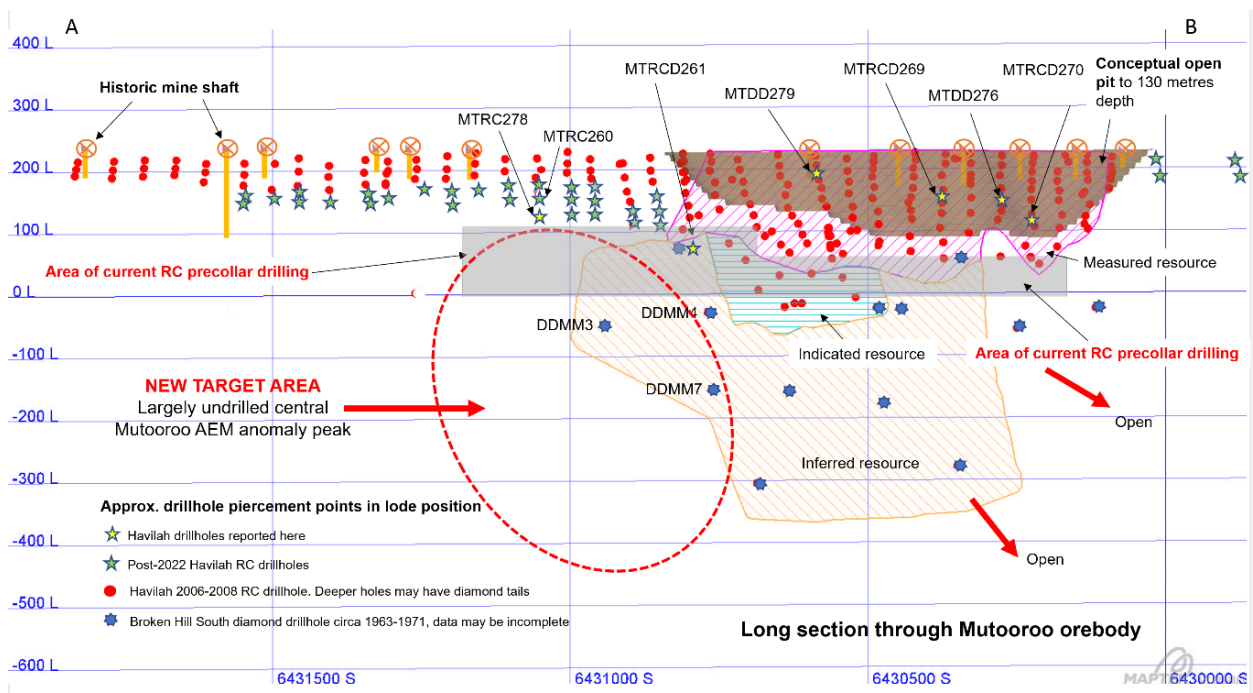 A
B
400 L
300 L
200 L
100 L
0 L
-100 L
-200 L
-300 L
-400 L
-500 L
-600 L
Historic mine shaft
MTRC278
MTRC260
MTRCD261
MTDD279
MTRCD269
MTDD276
MTRCD270
Conceptual open
pit to 130 metres
depth
Area of current RC precollar drilling
Measured resource
DDMM3
DDMM4
DDMM7
Indicated resource
Area of current RC precollar drilling
Open
NEW TARGET AREA
Largely undrilled central
Mutooroo AEM anomaly peak
Inferred resource
Open
Approx. drillhole piercement points in lode position
Havilah drillholes reported here
Post-2022 Havilah RC drillholes
Havilah 2006-2008 RC drillhole. Deeper holes may have diamond tails
Broken Hill South diamond drillhole circa 1963-1971, data may be incomplete
Long section through Mutooroo orebody
6431500 S
6431000 S
6430500 S
6430000 S